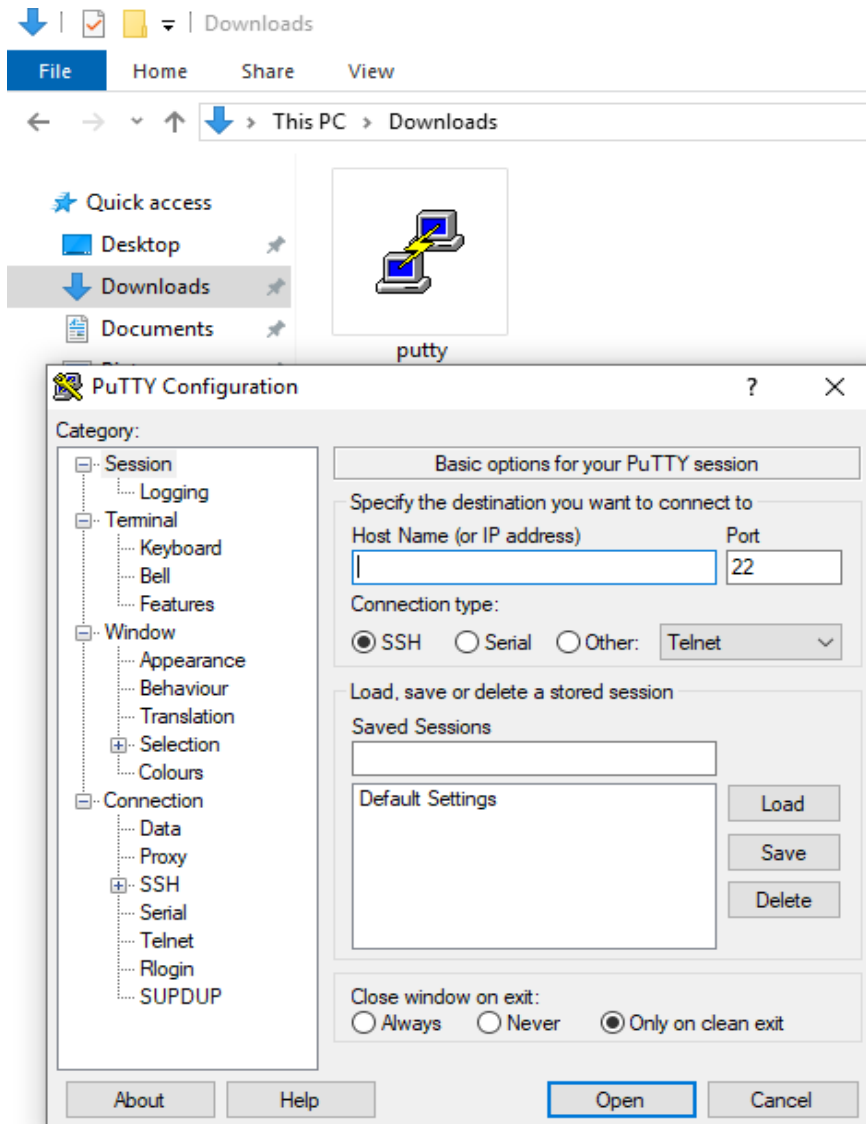 Downloads
File Home Share View
This PC > Downloads
Quick access
Desktop
Downloads
Documents
putty
PuTTY Configuration ?
Category:
Session
Logging
Terminal
Keyboard
Bell
Features
Window
Appearance
Behaviour
Translation
Selection
Colours
Connection
Data
Proxy
SSH
Serial
Telnet
Rlogin
SUPDUP
Basic options for your PuTTY session
Specify the destination you want to connect to
Host Name (or IP address) Port
22
Connection type:
SSH Serial Other: Telnet
Load, save or delete a stored session
Saved Sessions
Default Settings
Load
Save
Delete
Close window on exit:
Always Never Only on clean exit
About Help Open Cancel